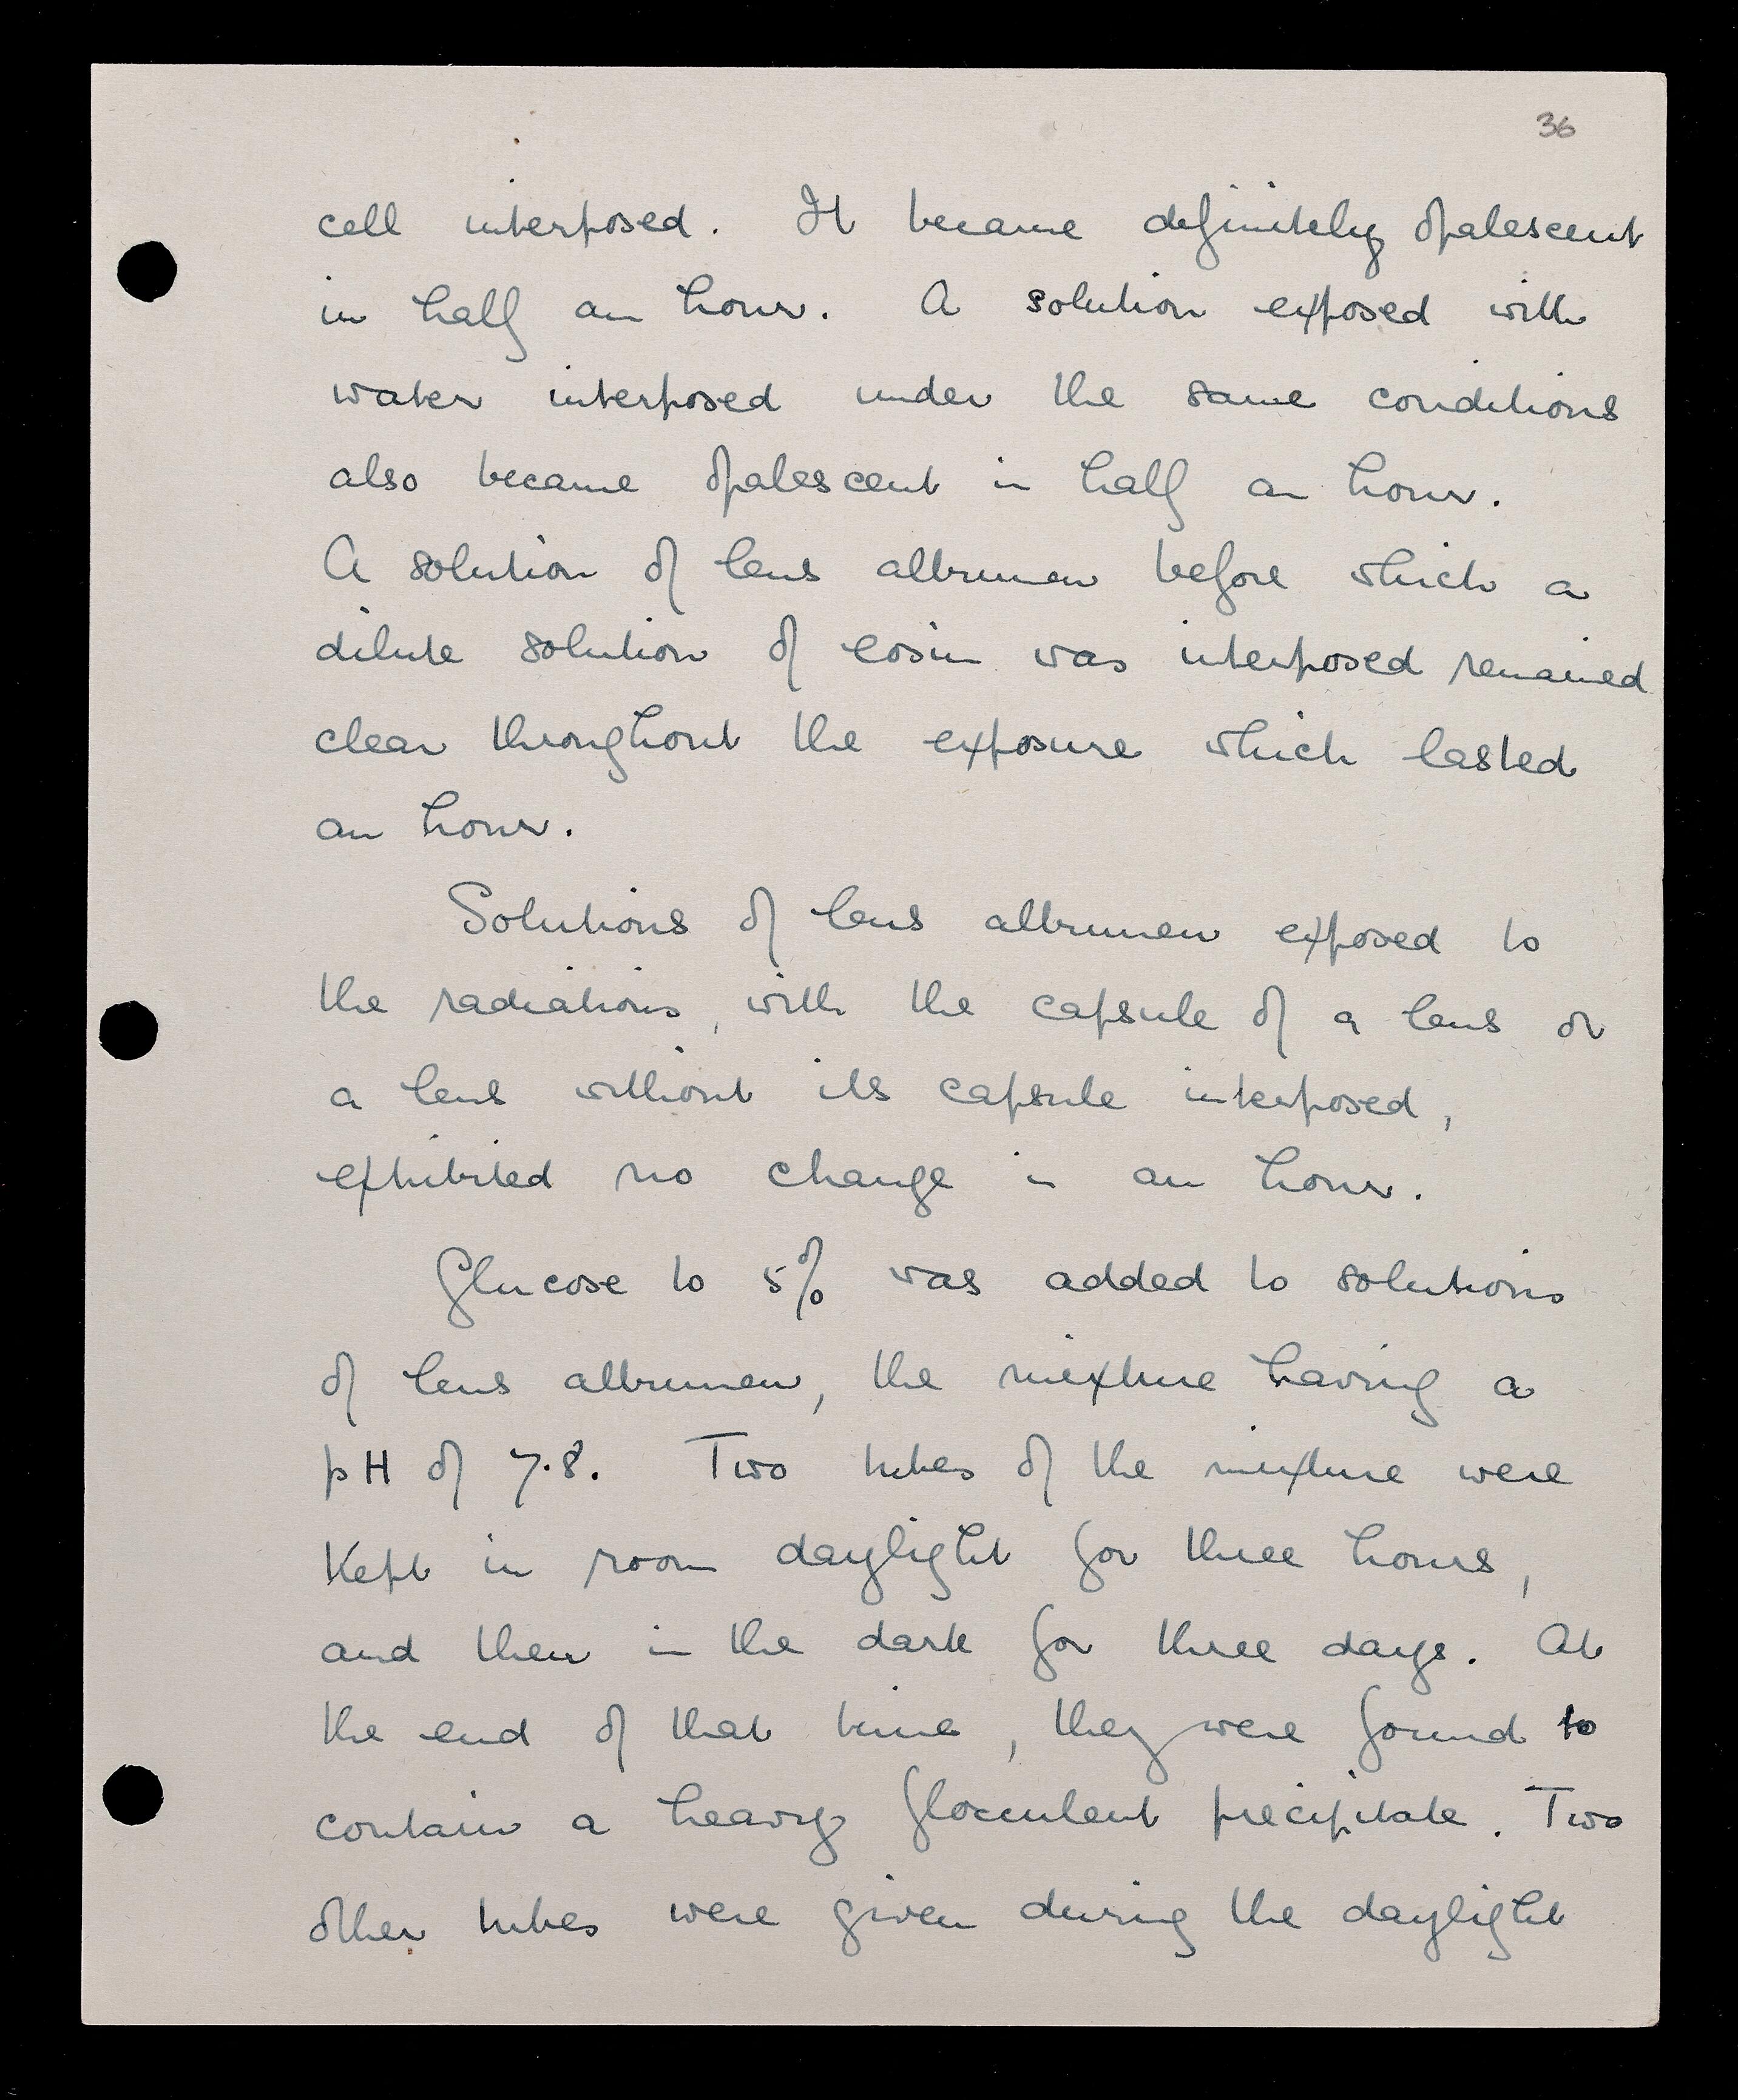 36
cell interposed. It became definitely opalescent
in half an hour. A solution exposed with
water interposed under the same conditions
also became opalescent in half an hour.
A solution of lens albumen before which a
dilute solution of eosin was interposed remained
clear throughout the exposure which lasted
an hour.
Solutions of lens albumen exposed to
the radiations, with the capsule of a lens or
a lens without its capsule interposed,
exhibited no change in an hour.
Glucose to 5% was added to solutions
of lens albumen, the mixture having a
pH of 7.8. Two tubes of the mixture were
kept in room daylight for three hours,
and then in the dark for three days. At
the end of that time, they were found to
contain a heavy flocculent precipitate. Two
other tubes were given during the daylight